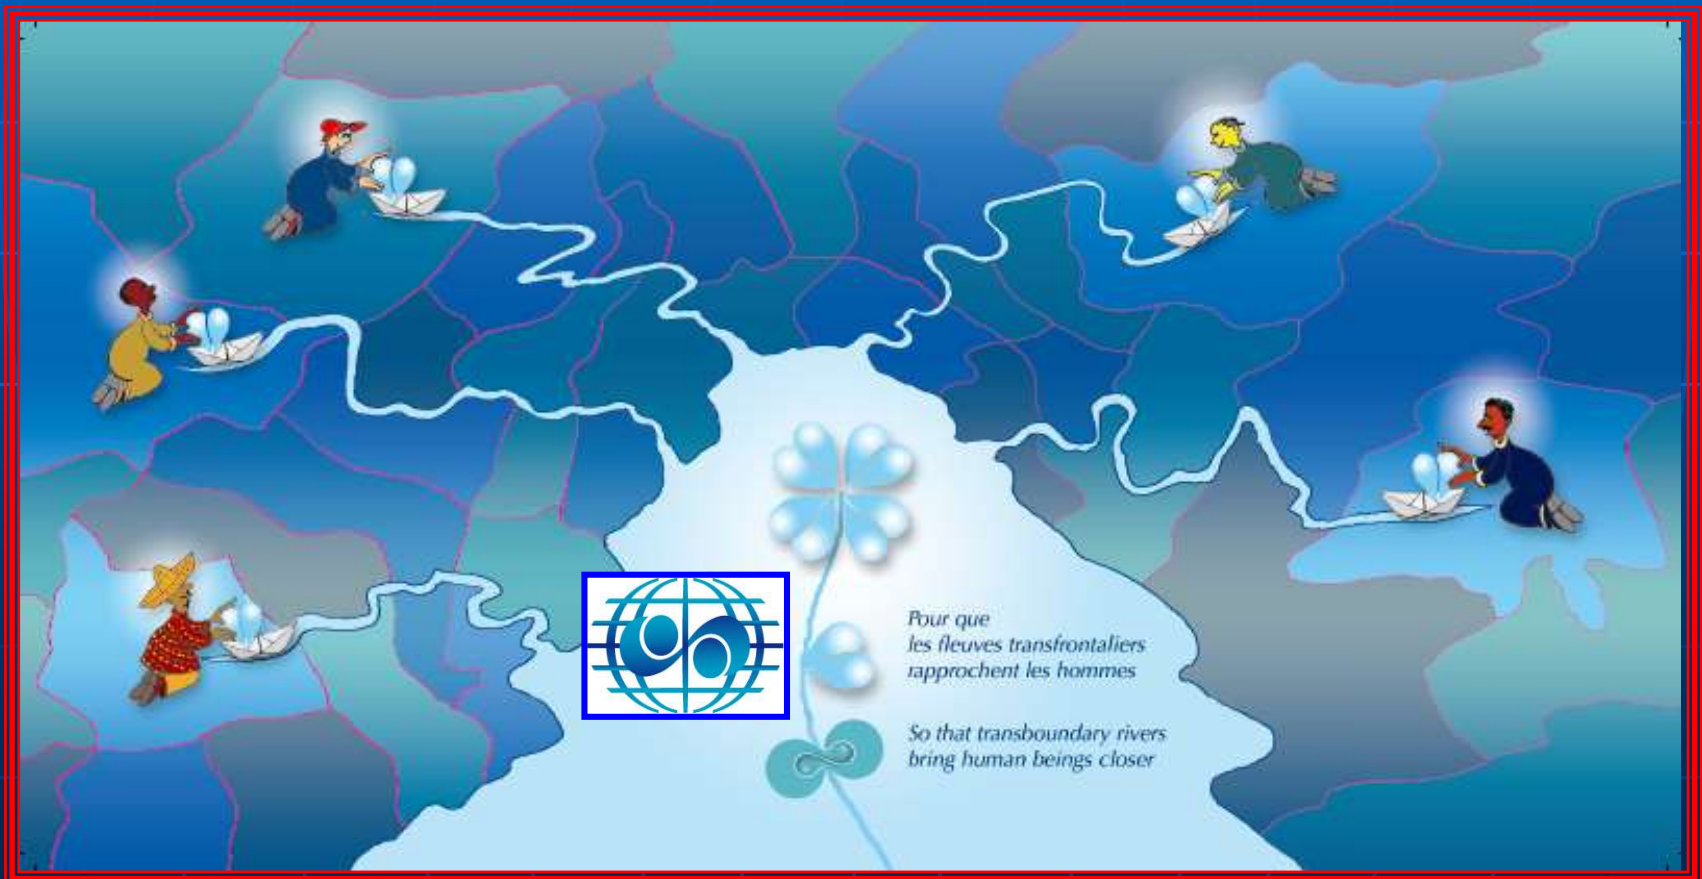 Pour que
les fleuves transfrontaliers
rapprochent les hommes
So that transboundary rivers
bring human beings closer